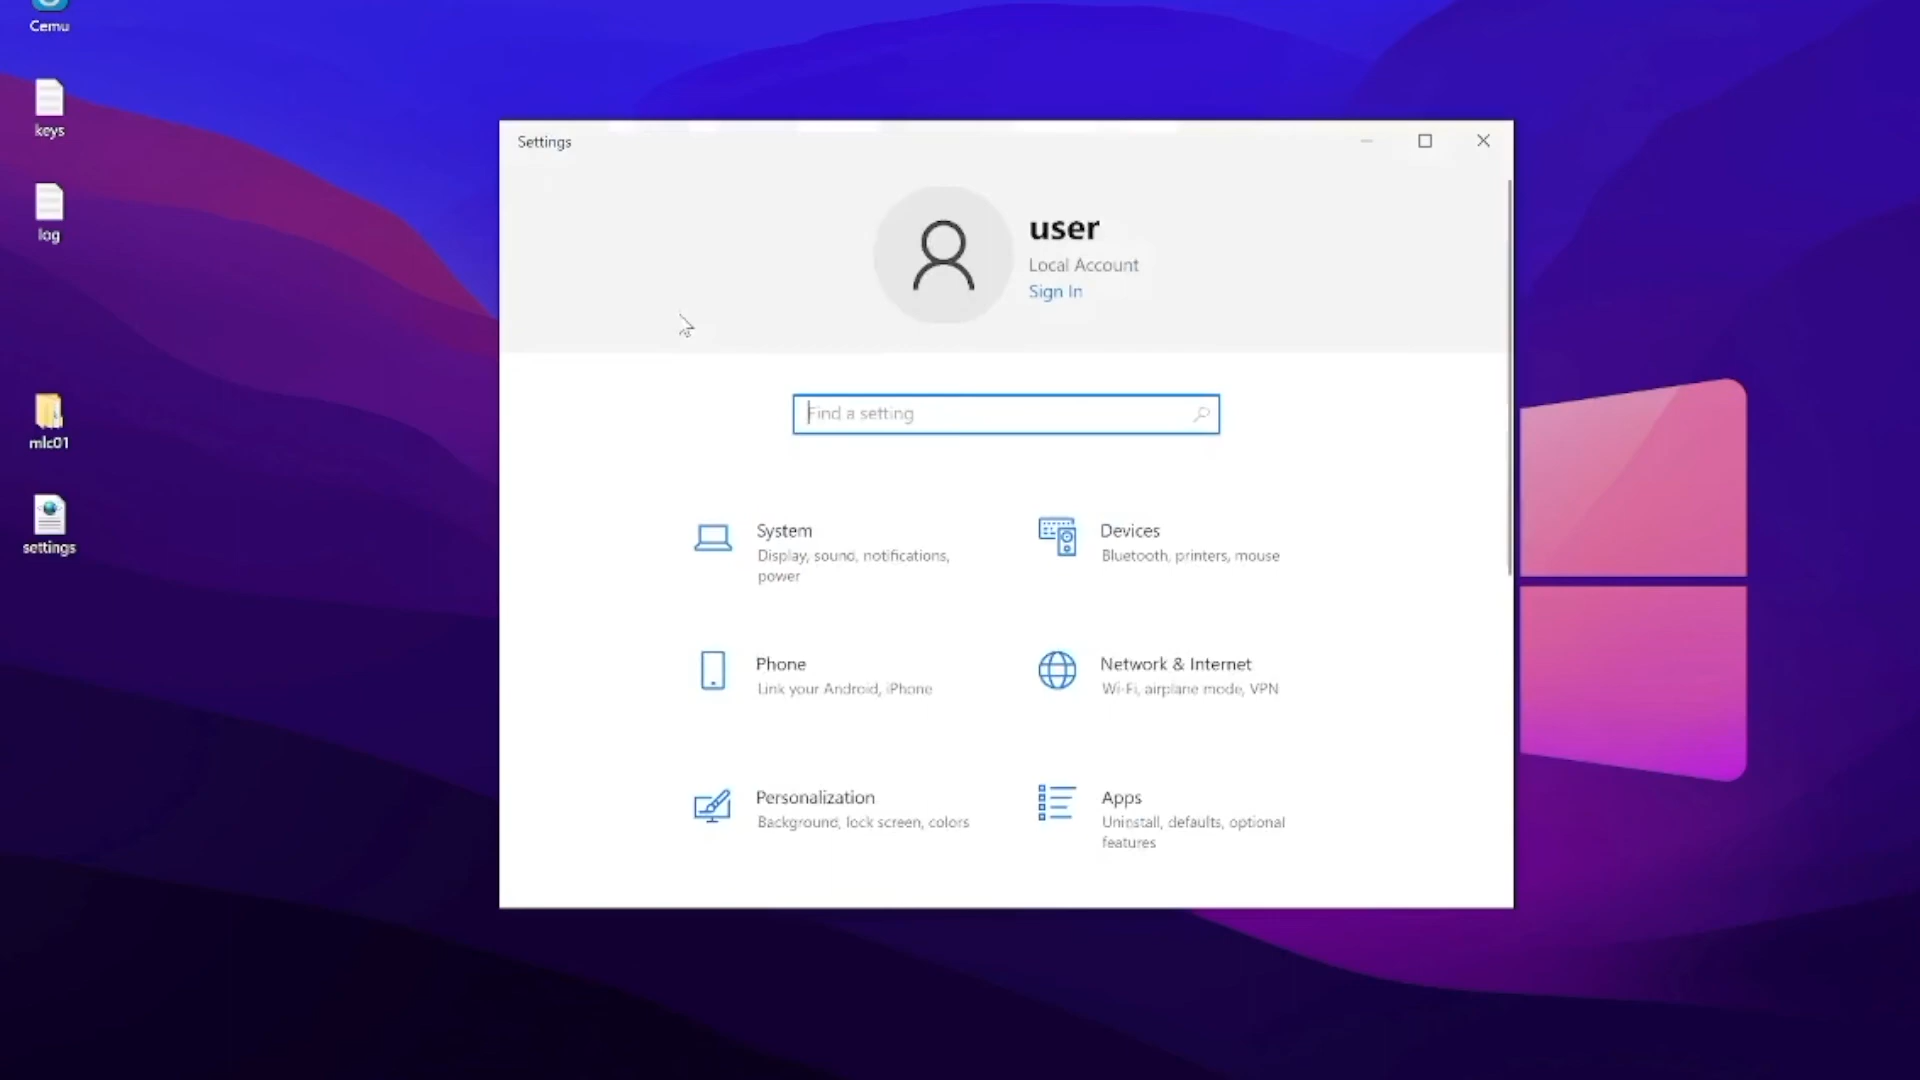 Cemu
keys
log
mlc01
settings
Settings
user
Local Account
Sign In
Find a setting
System
Display, sound, notifications,
power
Devices
Bluetooth, printers, mouse
Phone
Link your Android, iPhone
Network & Internet
Wi-Fi, airplane mode, VPN
Personalization
Background, lock screen, colors
Apps
Uninstall, defaults, optional
features